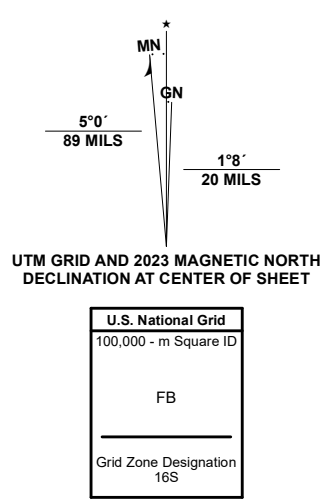 MN
GN
5°0´
89 MILS
1°8´
20 MILS
UTM GRID AND 2023 MAGNETIC NORTH
DECLINATION AT CENTER OF SHEET
U.S. National Grid
100,000 - m Square ID
FB
Grid Zone Designation
16S